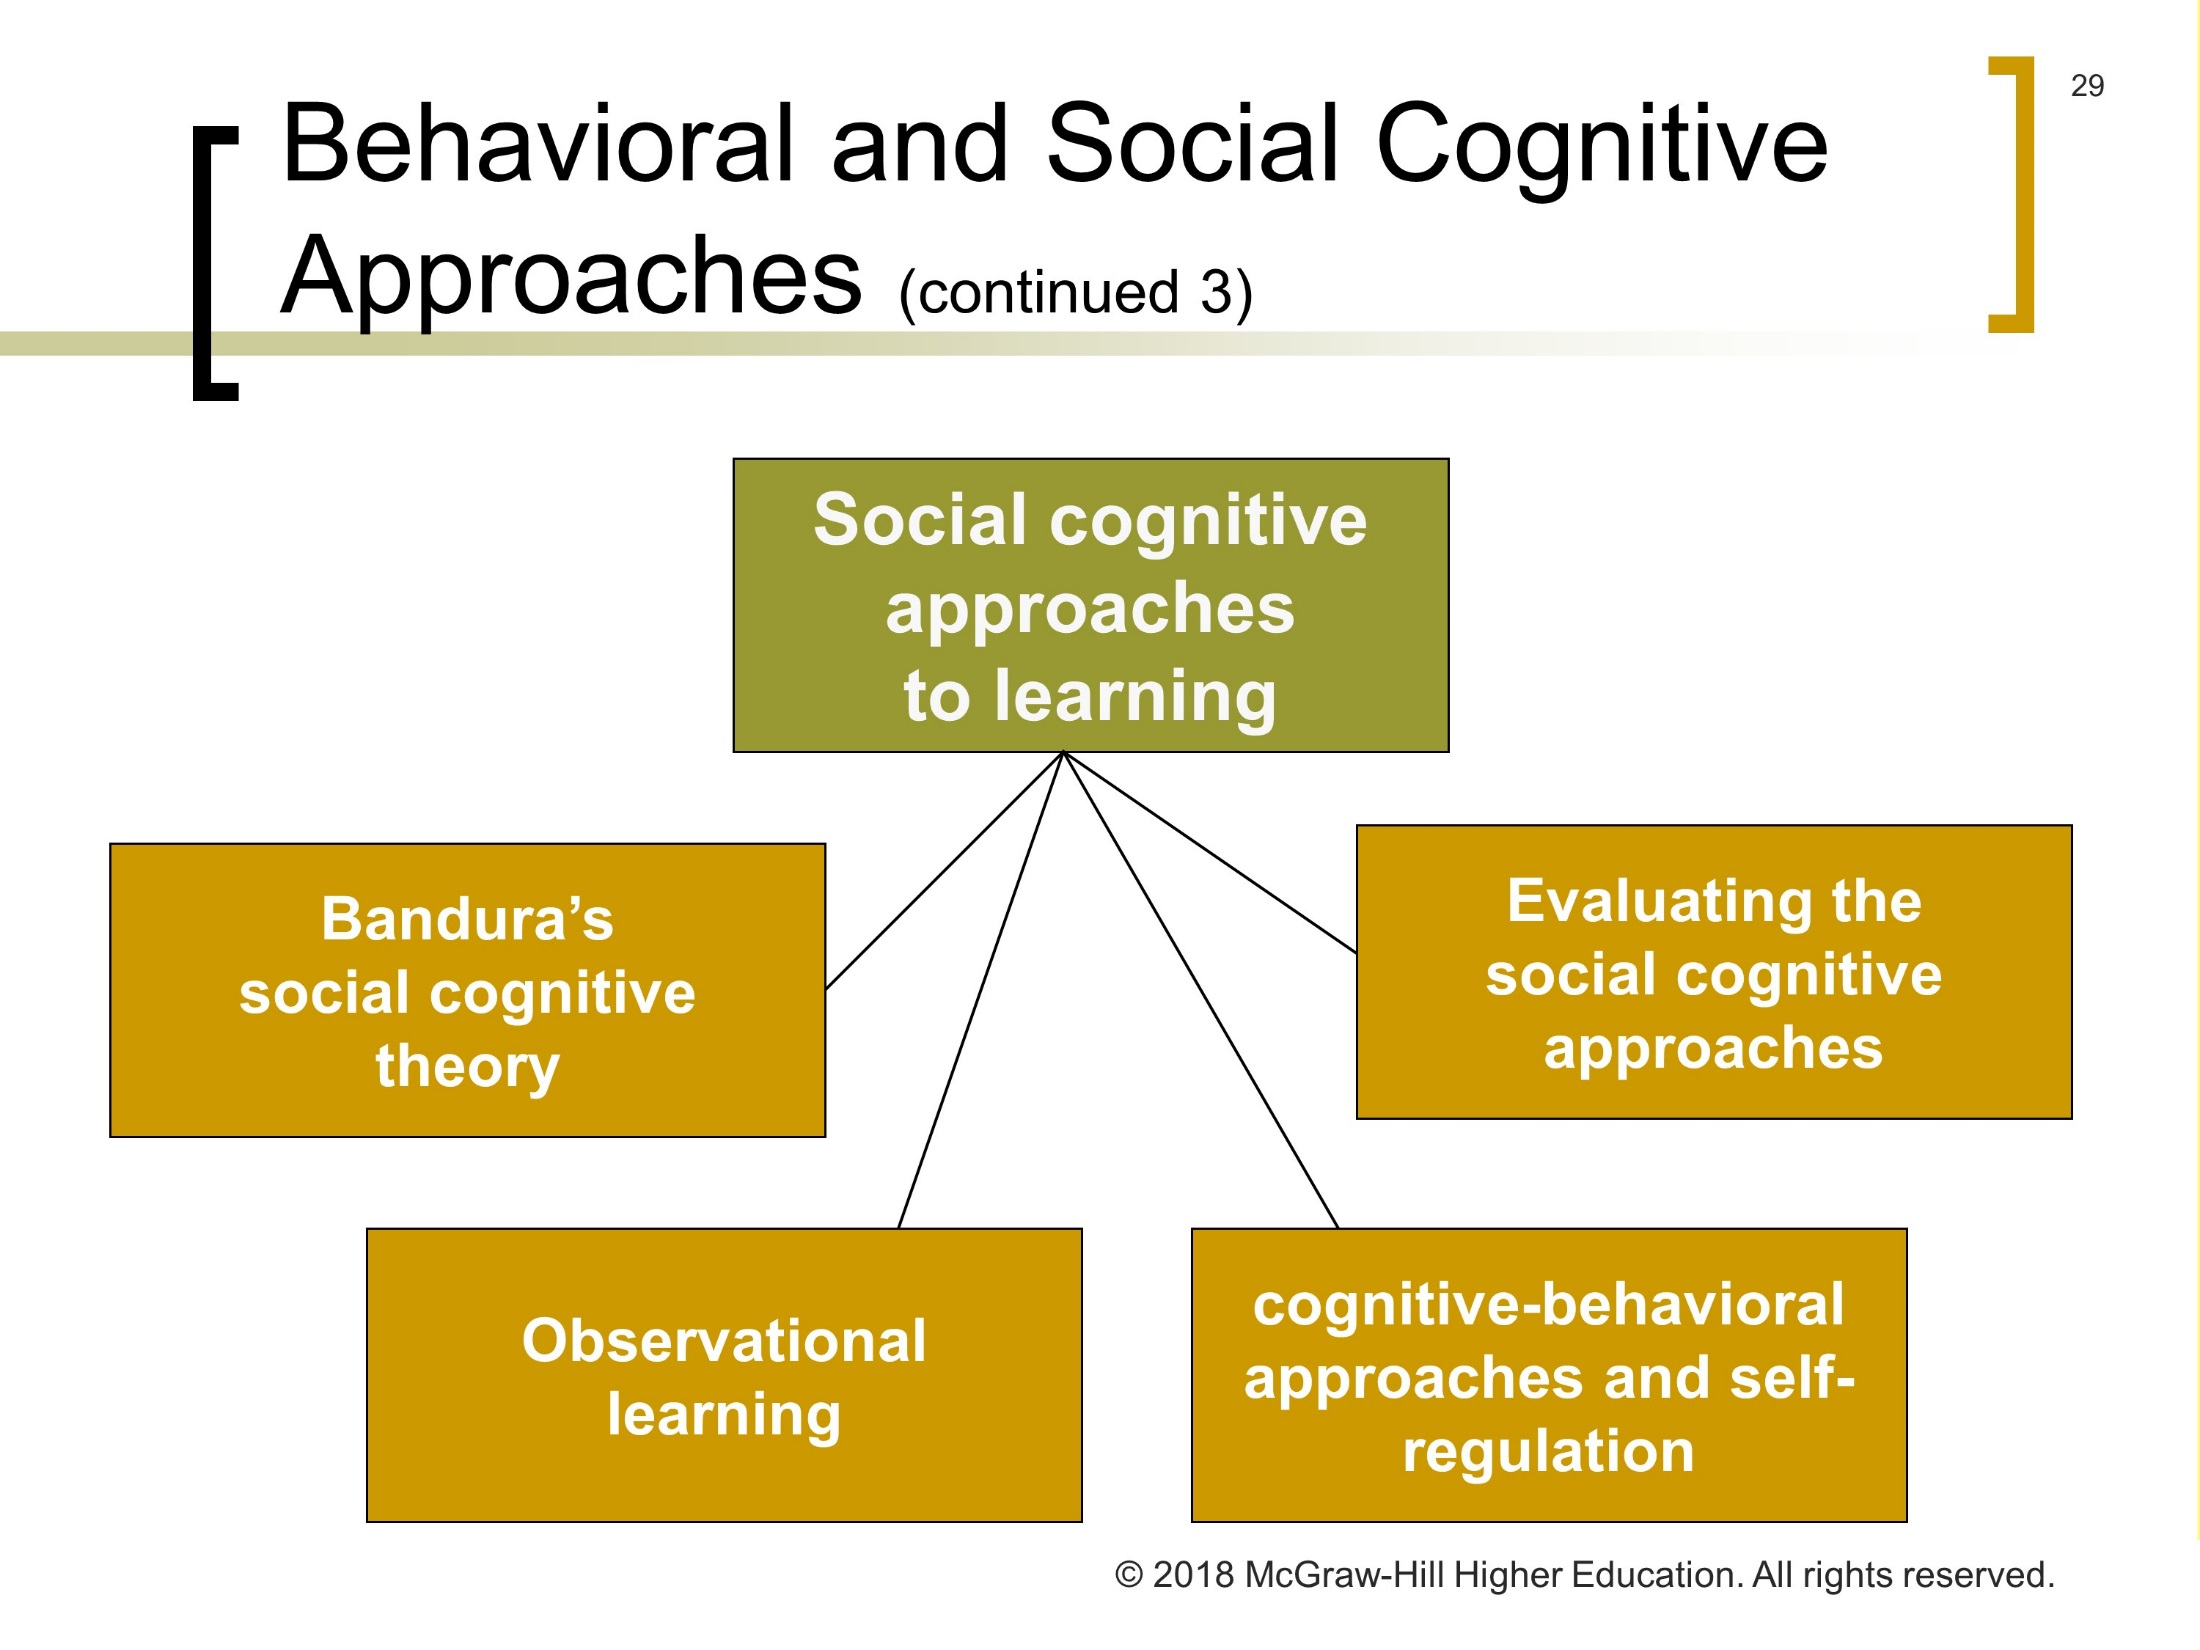 29
Behavioral and Social Cognitive
Approaches (continued 3)
Social cognitive
approaches
to learning
Bandura’s
social cognitive
theory
Evaluating the
social cognitive
approaches
Observational
learning
cognitive-behavioral
approaches and self-
regulation
© 2018 McGraw-Hill Higher Education. All rights reserved.